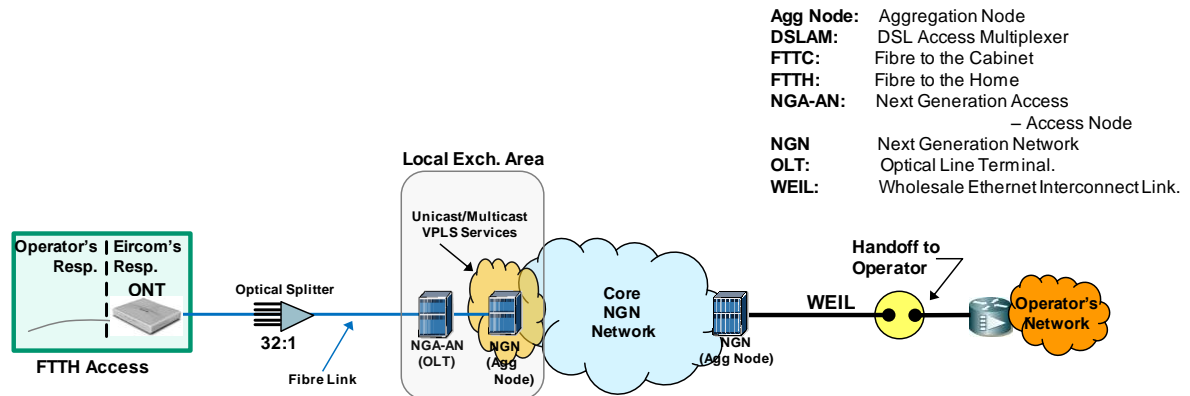 Agg Node: Aggregation Node
DSLAM: DSL Access Multiplexer
FTTC: Fibre to the Cabinet
FTTH: Fibre to the Home
NGA-AN: Next Generation Access
– Access Node
NGN Next Generation Network
OLT: Optical Line Terminal.
WEIL: Wholesale Ethernet Interconnect Link.
Local Exch. Area
Unicast/Multicast
VPLS Services
Operator's
Resp.
Eircom's
Resp.
ONT
FTTH Access
Optical Splitter
32:1
Fibre Link
NGA-AN
(OLT)
NGN
(Agg
Node)
Core
NGN
Network
NGN
(Agg Node)
WEIL
Handoff to
Operator
Operator's
Network